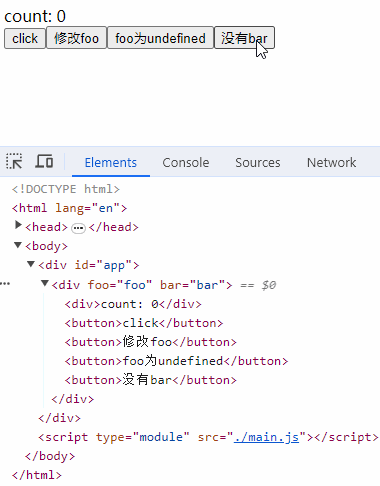 count: 0
click 修改foo foo为undefined 没有bar
Elements Console Sources Network
<!DOCTYPE html>
<html lang="en">
<head> ••• </head>
<body>
<div id="app">
<div foo="foo" bar="bar"> == $0
<div>count: 0</div>
<button>click</button>
<button>修改foo</button>
<button>foo为undefined</button>
<button>没有bar</button>
</div>
</div>
<script type="module" src="./main.js"></script>
</body>
</html>